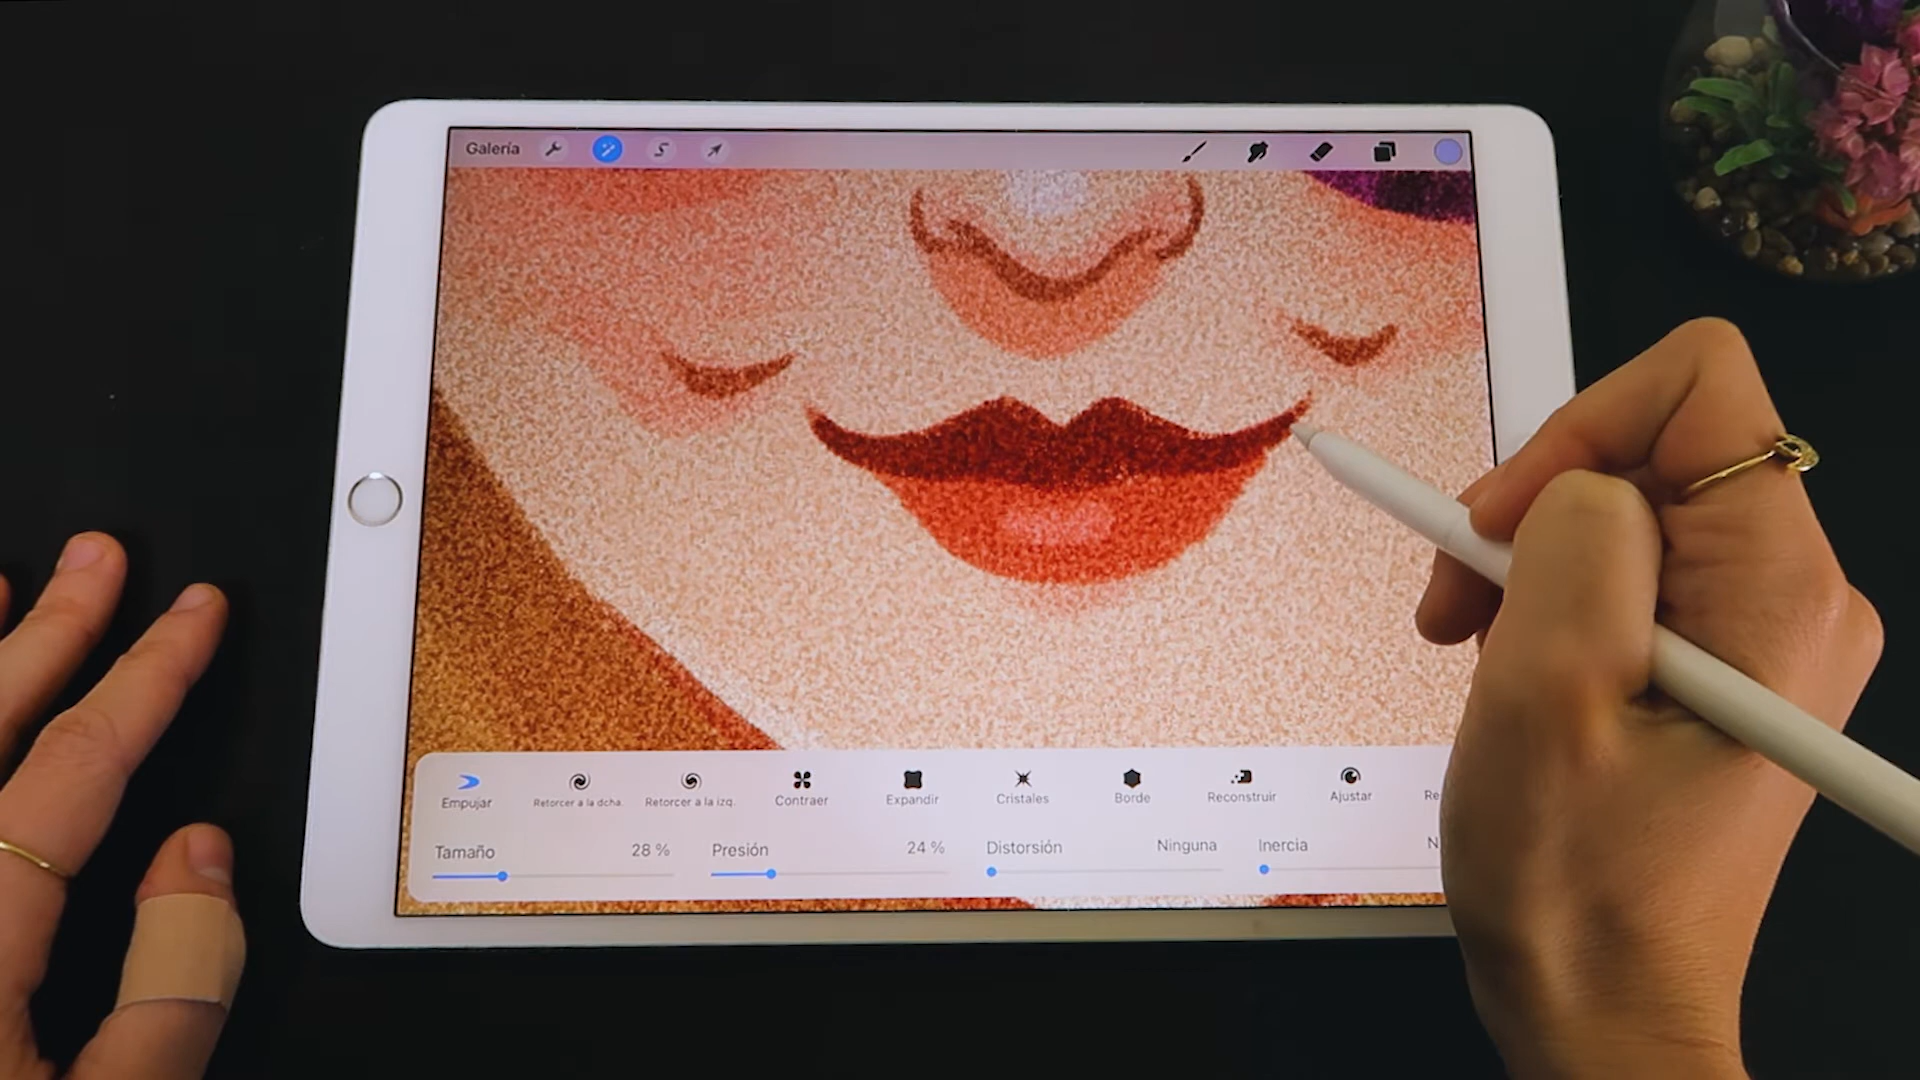 Galería
Empujar
Retorcer a la dcha.
Retorcer a la izq.
Contraer
Expandir
Cristales
Borde
Reconstruir
Ajustar
Re
Tamaño 28 %
Presión 24 %
Distorsión Ninguna
Inercia N